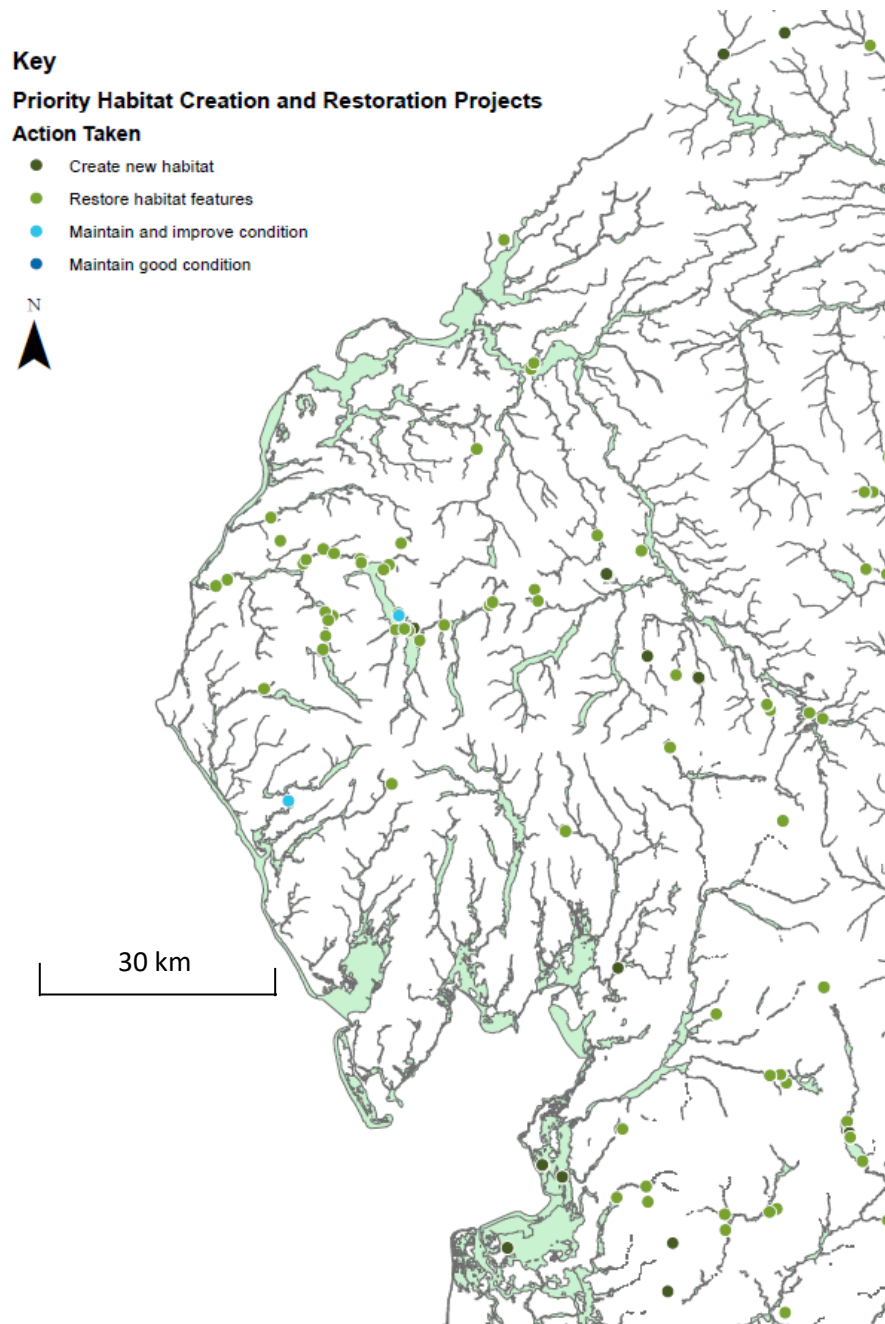 Key
Priority Habitat Creation and Restoration Projects
Action Taken
Create new habitat
Restore habitat features
Maintain and improve condition
Maintain good condition
N
30 km